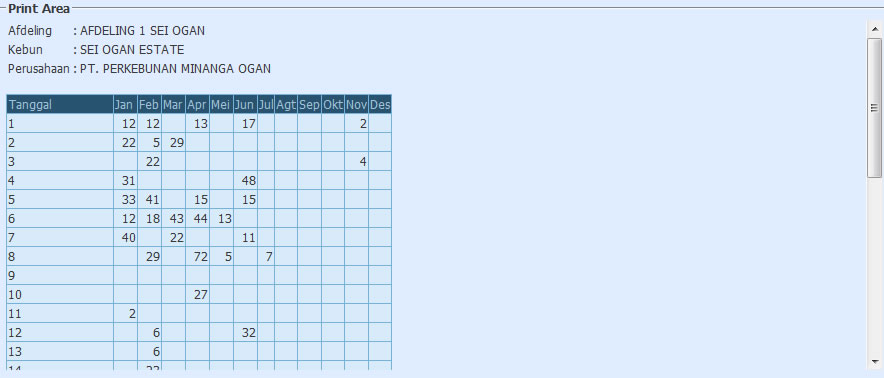 Print Area
Afdeling : AFDELING 1 SEI OGAN
Kebun : SEI OGAN ESTATE
Perusahaan : PT. PERKEBUNAN MINANGA OGAN
Tanggal Jan Feb Mar Apr Mei Jun Jul Agt Sep Okt Nov Des
1 12 12 13 17 2
2 22 5 29
3 22 4
4 31 48
5 33 41 15 15
6 12 18 43 44 13
7 40 22 11
8 29 72 5 7
9
10 27
11 2
12 6 32
13 6